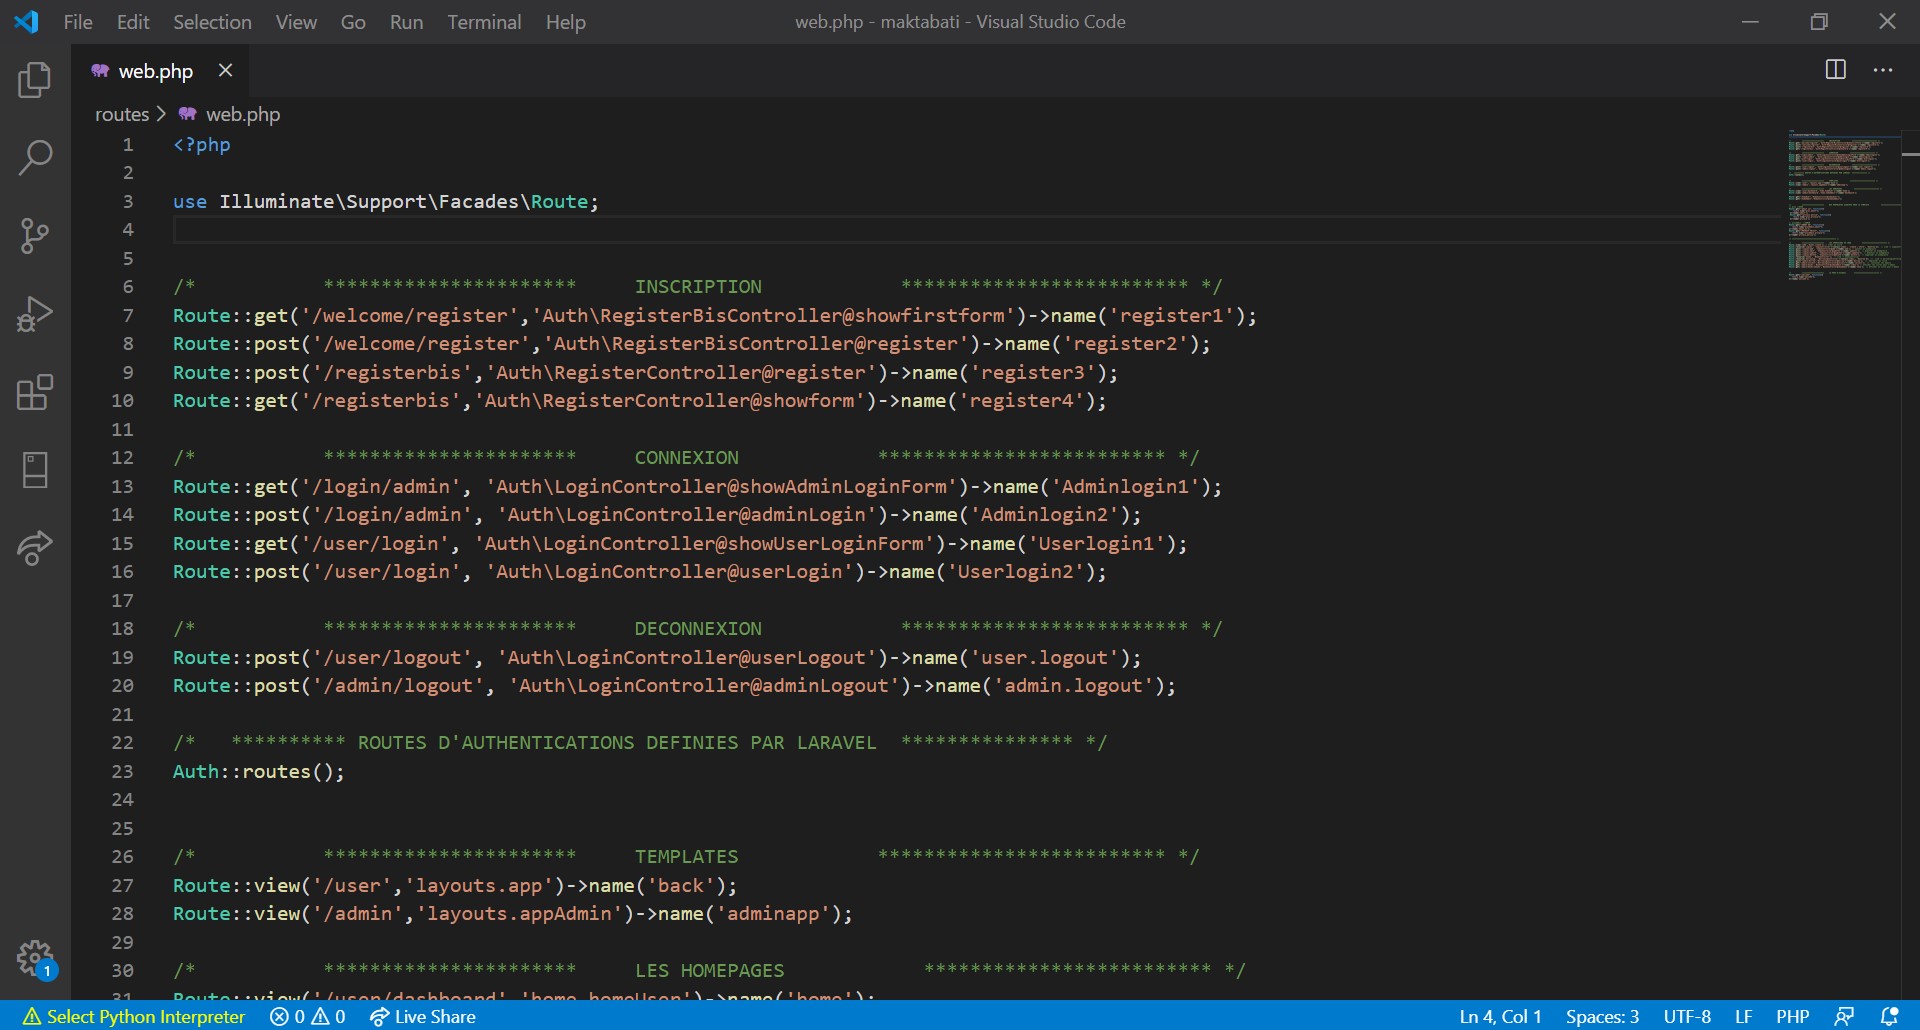 File Edit Selection View Go Run Terminal Help web.php - maktabati - Visual Studio Code
web.php
routes > web.php
1 <?php
2
3 use Illuminate\Support\Facades\Route;
4
5
6 /* ********************** INSCRIPTION ************************* */
7 Route::get('/welcome/register','Auth\RegisterBisController@showfirstform')->name('register1');
8 Route::post('/welcome/register','Auth\RegisterBisController@register')->name('register2');
9 Route::post('/registerbis','Auth\RegisterController@register')->name('register3');
10 Route::get('/registerbis','Auth\RegisterController@showform')->name('register4');
11
12 /* ********************** CONNEXION ************************* */
13 Route::get('/login/admin', 'Auth\LoginController@showAdminLoginForm')->name('Adminlogin1');
14 Route::post('/login/admin', 'Auth\LoginController@adminLogin')->name('Adminlogin2');
15 Route::get('/user/login', 'Auth\LoginController@showUserLoginForm')->name('Userlogin1');
16 Route::post('/user/login', 'Auth\LoginController@userLogin')->name('Userlogin2');
17
18 /* ********************** DECONNEXION ************************* */
19 Route::post('/user/logout', 'Auth\LoginController@userLogout')->name('user.logout');
20 Route::post('/admin/logout', 'Auth\LoginController@adminLogout')->name('admin.logout');
21
22 /* ********** ROUTES D'AUTHENTICATIONS DEFINIES PAR LARAVEL *************** */
23 Auth::routes();
24
25
26 /* ********************** TEMPLATES ************************* */
27 Route::view('/user','layouts.app')->name('back');
28 Route::view('/admin','layouts.appAdmin')->name('adminapp');
29
30 /* ********************** LES HOMEPAGES ************************* */
31 Route::view('/user/dashboard','home.homeUser')->name('home');
1
Select Python Interpreter 0 0 Live Share Ln 4, Col 1 Spaces: 3 UTF-8 LF PHP